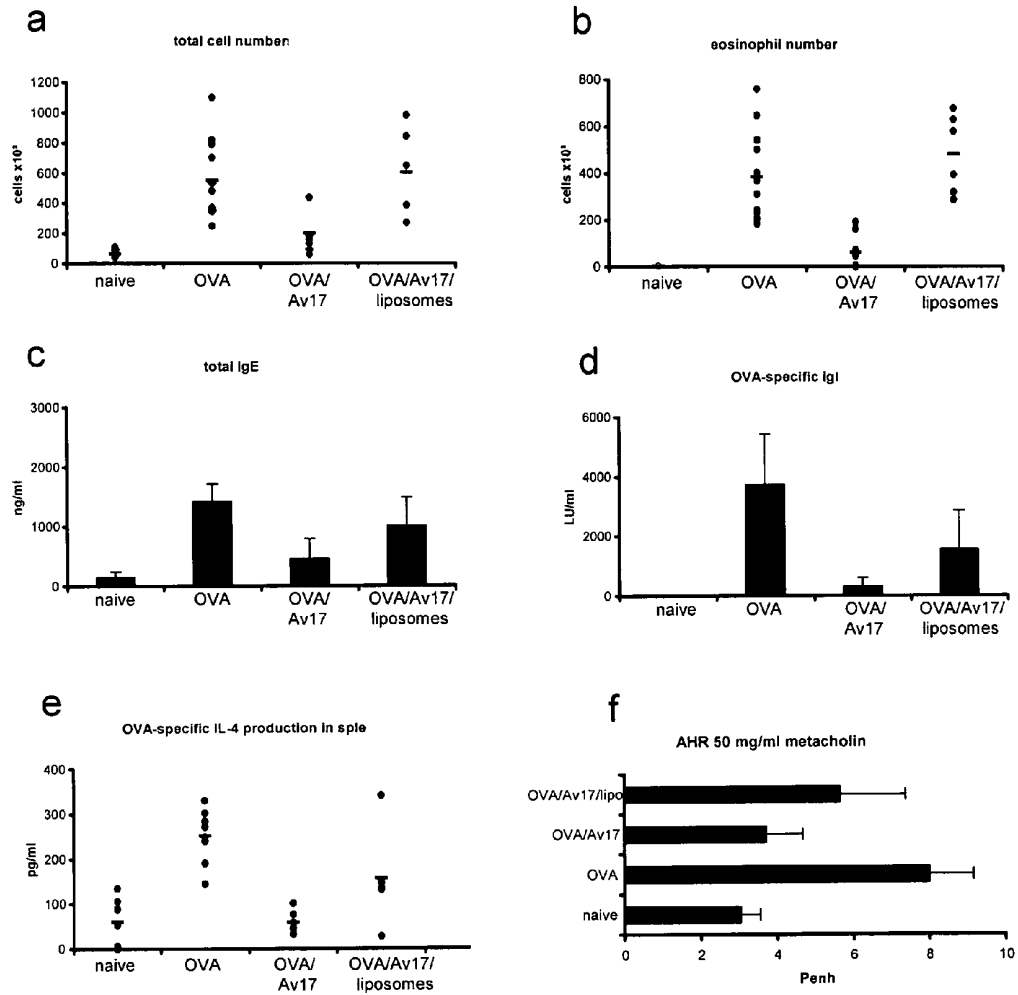 a
total cell number
cells x10³
1200
1000
800
600
400
200
0
naive
OVA
OVA/
Av17
OVA/Av17/
liposomes
b
eosinophil number
cells x10³
800
600
400
200
0
naive
OVA
OVA/
Av17
OVA/Av17/
liposomes
c
total IgE
ng/ml
3000
2000
1000
0
naive
OVA
OVA/
Av17
OVA/Av17/
liposomes
d
OVA-specific IgI
LU/ml
6000
4000
2000
0
naive
OVA
OVA/
Av17
OVA/Av17/
liposomes
e
OVA-specific IL-4 production in sple
pg/ml
400
300
200
100
0
naive
OVA
OVA/
Av17
OVA/Av17/
liposomes
f
AHR 50 mg/ml metacholin
OVA/Av17/lipo
OVA/Av17
OVA
naive
0 2 4 6 8 10
Penh